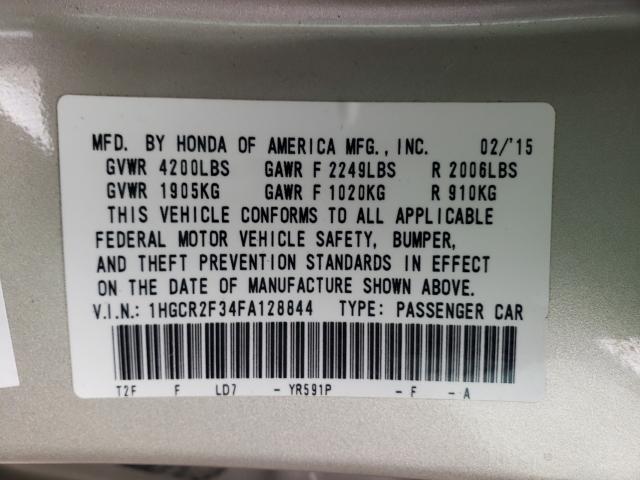 MFD. BY HONDA OF AMERICA MFG., INC. 02/'15
GVWR 4200LBS GAWR F 2249LBS R 2006LBS
GVWR 1905KG GAWR F 1020KG R 910KG
THIS VEHICLE CONFORMS TO ALL APPLICABLE
FEDERAL MOTOR VEHICLE SAFETY, BUMPER,
AND THEFT PREVENTION STANDARDS IN EFFECT
ON THE DATE OF MANUFACTURE SHOWN ABOVE.
V.I.N.: 1HGCR2F34FA128844 TYPE: PASSENGER CAR
T2F F LD7 - YR591P - F - A